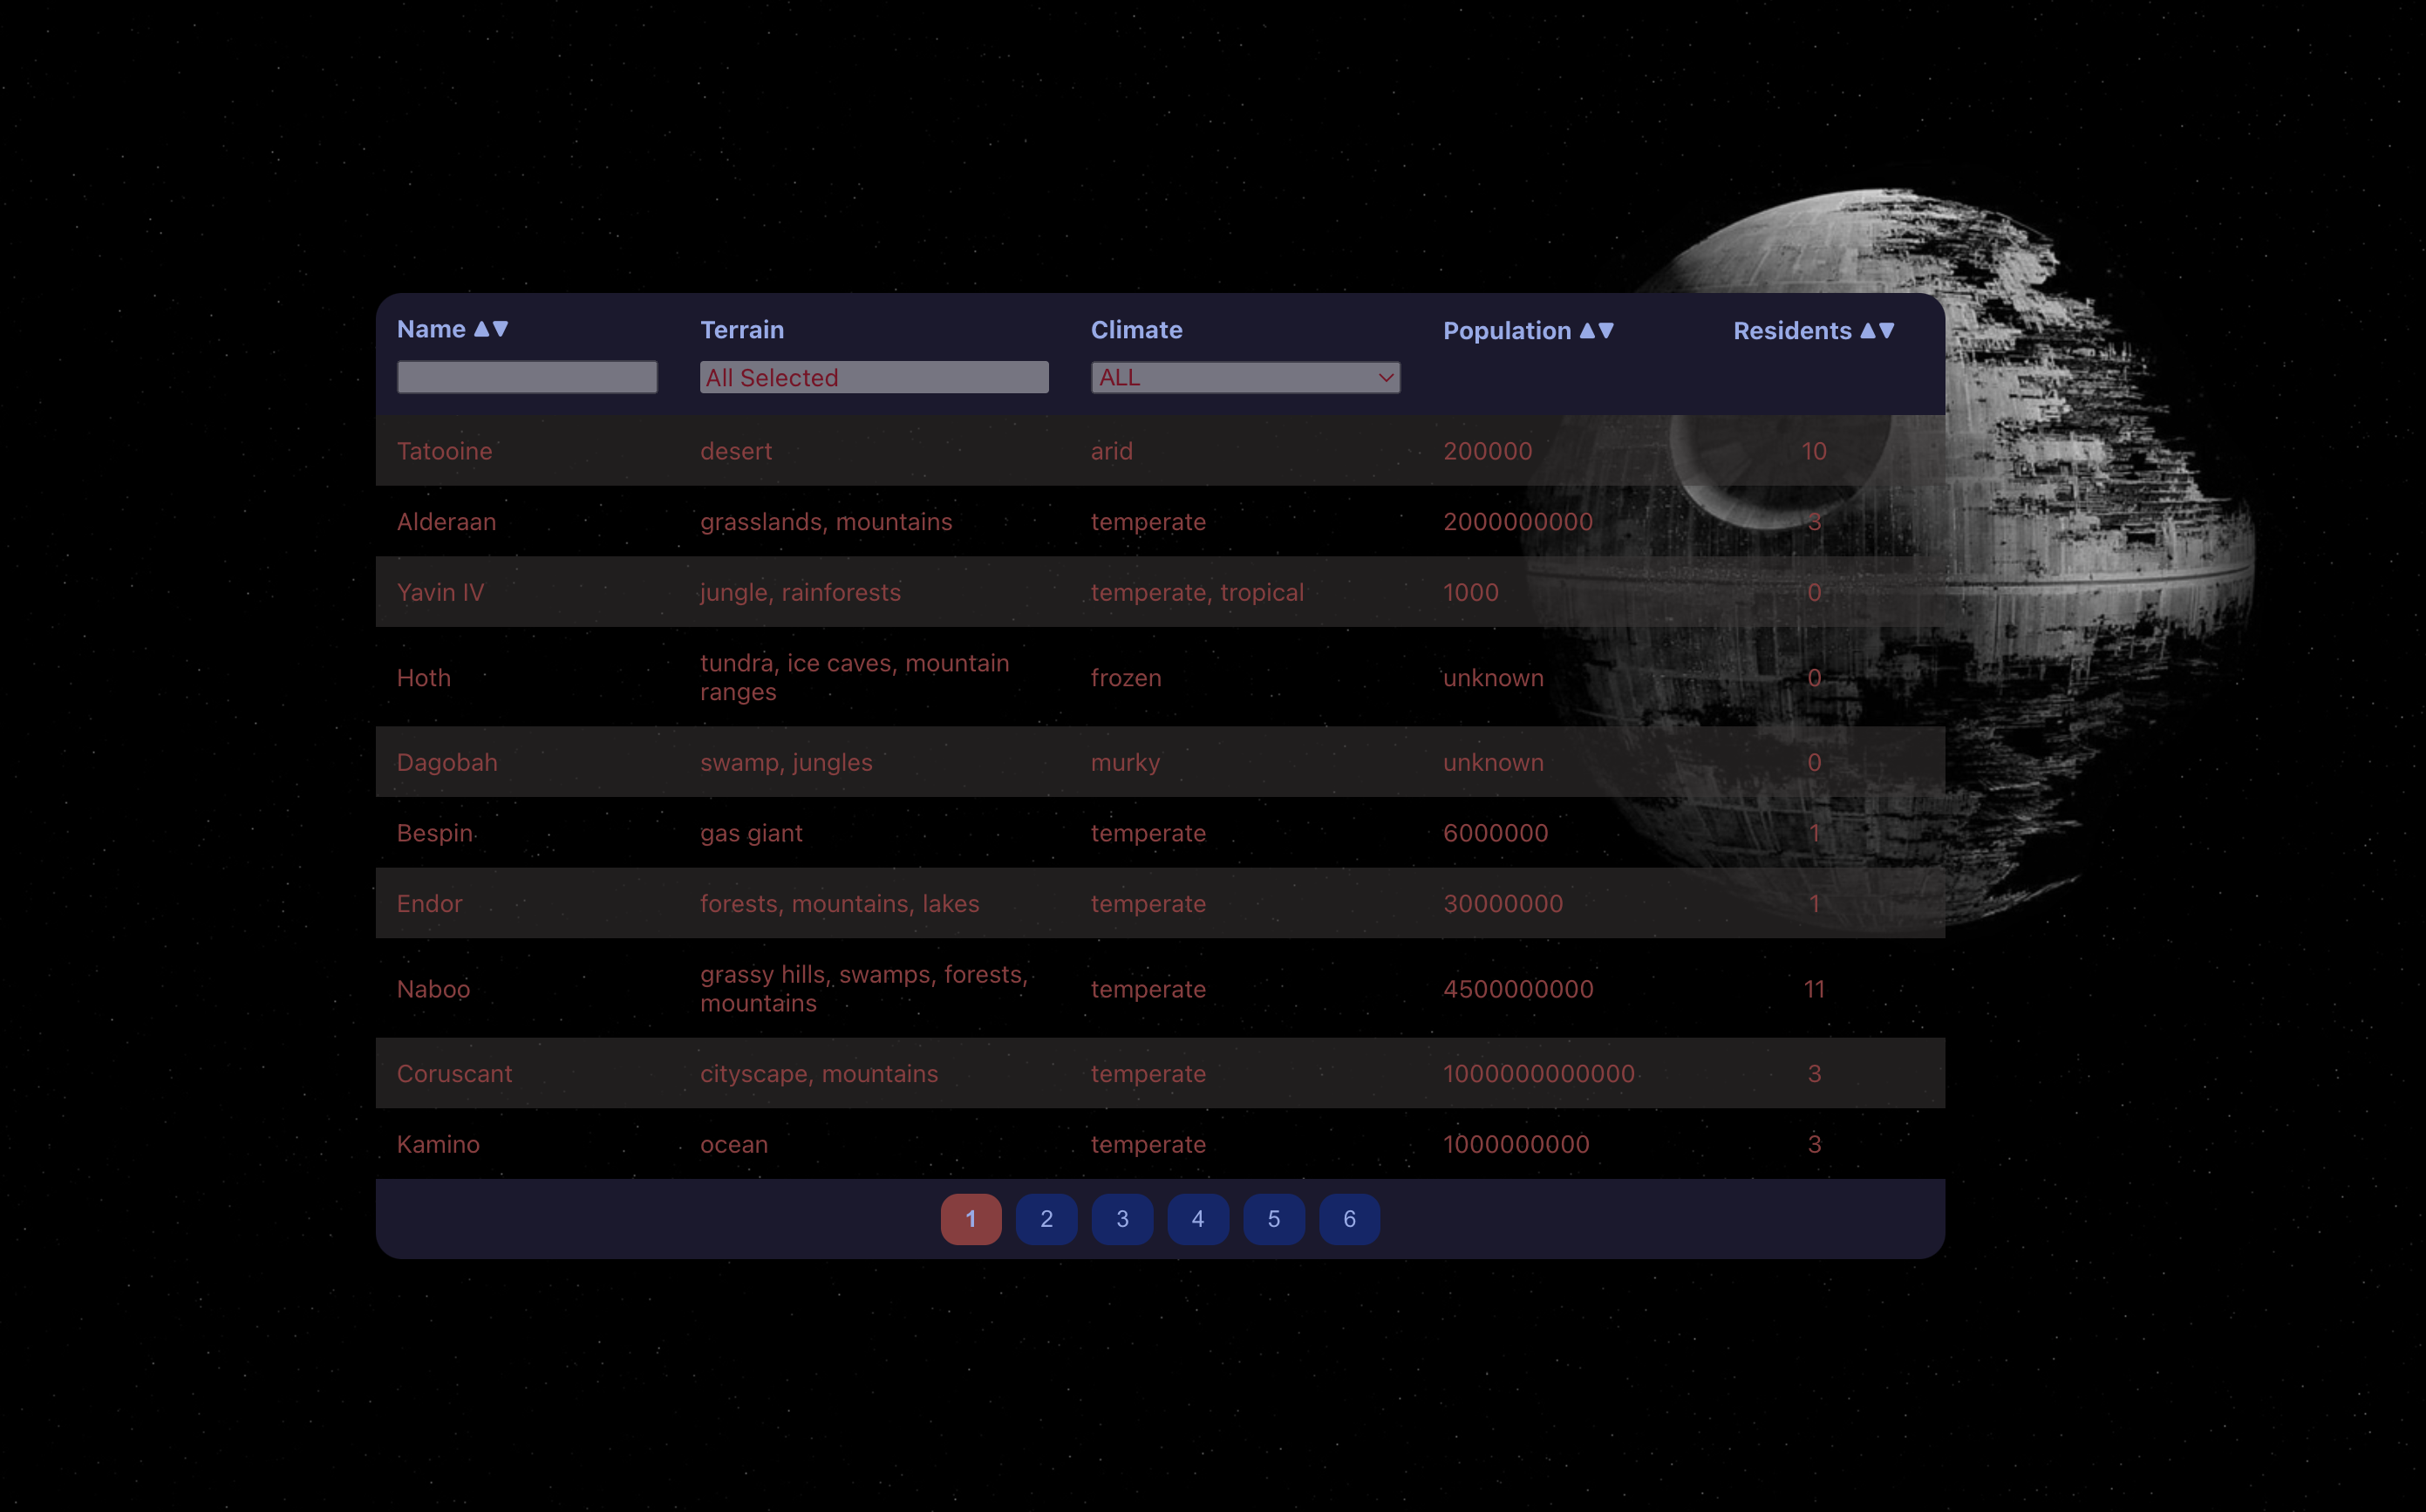 Name ▲▼ Terrain Climate Population ▲▼ Residents ▲▼
All Selected ALL
Tatooine desert arid 200000 10
Alderaan grasslands, mountains temperate 2000000000 3
Yavin IV jungle, rainforests temperate, tropical 1000 0
Hoth tundra, ice caves, mountain ranges frozen unknown 0
Dagobah swamp, jungles murky unknown 0
Bespin gas giant temperate 6000000 1
Endor forests, mountains, lakes temperate 30000000 1
Naboo grassy hills, swamps, forests, mountains temperate 4500000000 11
Coruscant cityscape, mountains temperate 1000000000000 3
Kamino ocean temperate 1000000000 3
1 2 3 4 5 6